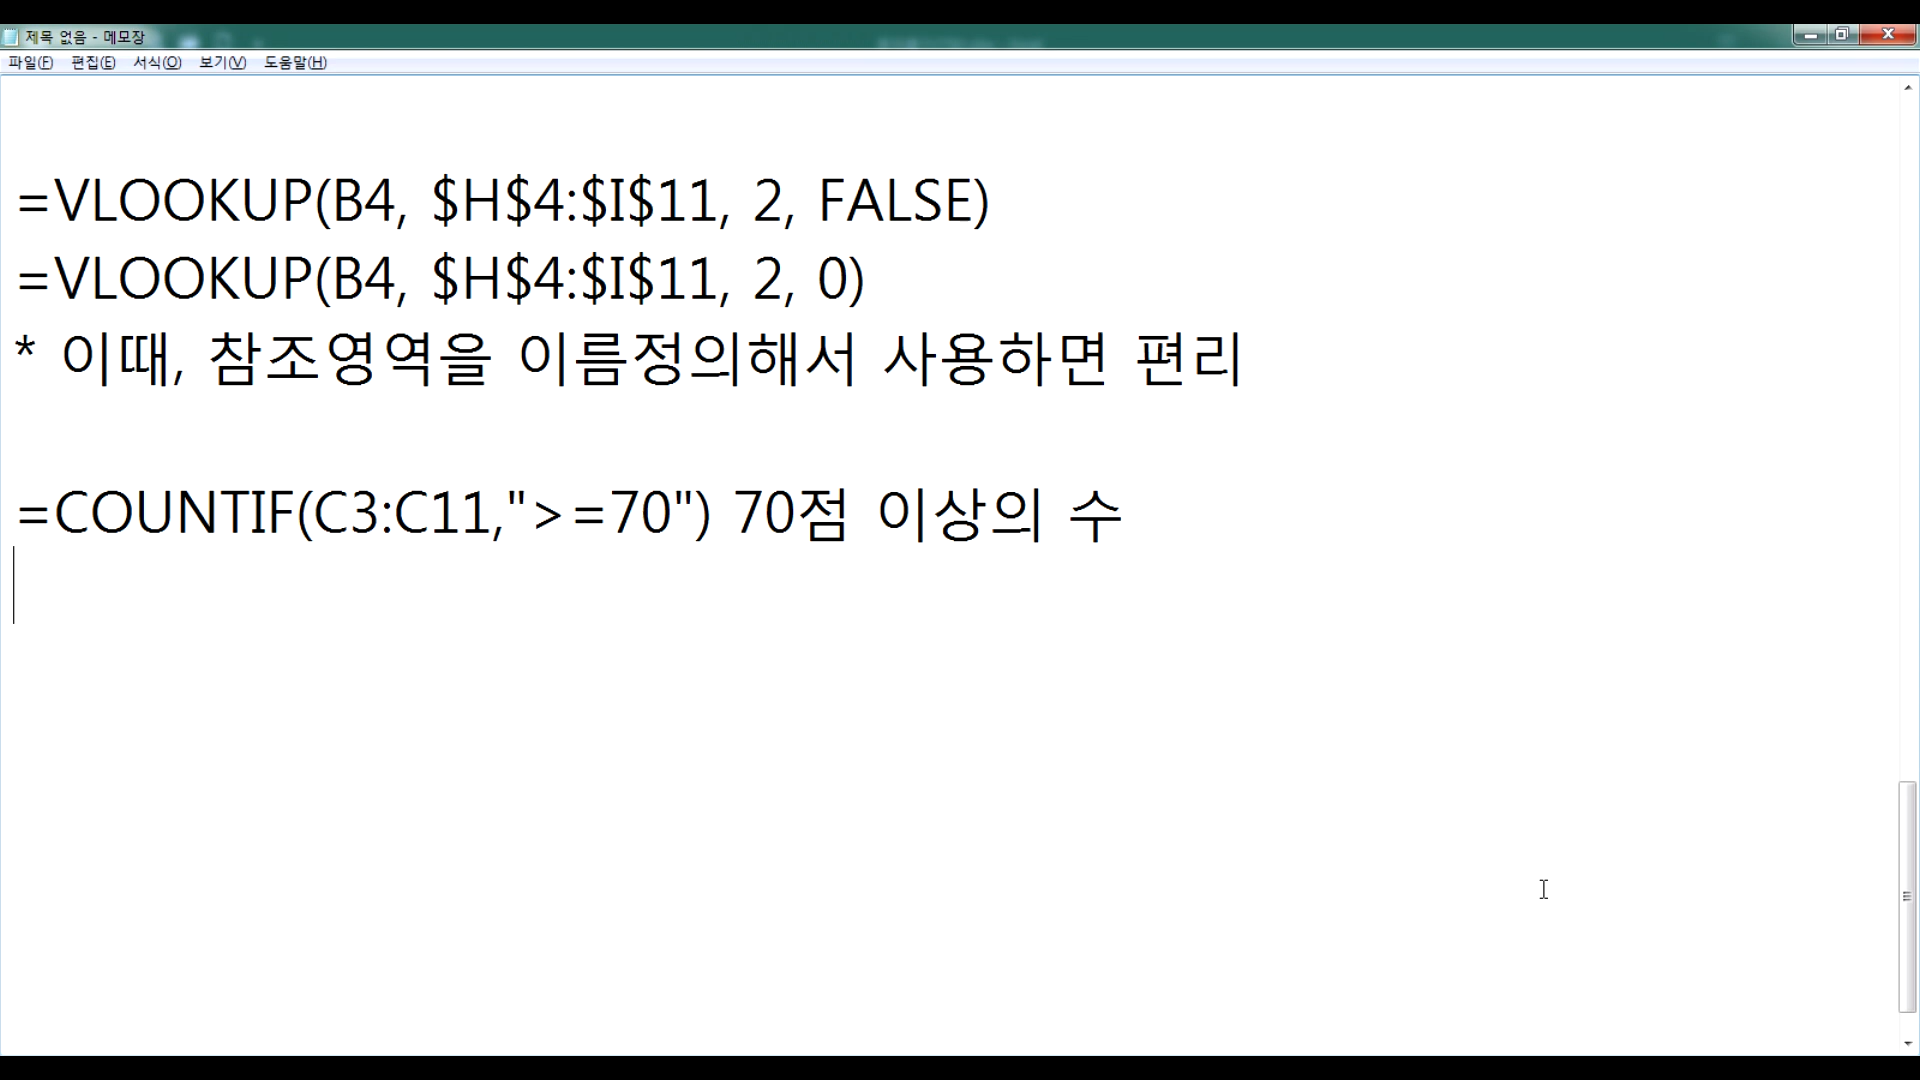 제목 없음 - 메모장
파일(F) 편집(E) 서식(O) 보기(V) 도움말(H)
=VLOOKUP(B4, $H$4:$I$11, 2, FALSE)
=VLOOKUP(B4, $H$4:$I$11, 2, 0)
* 이때, 참조영역을 이름정의해서 사용하면 편리
=COUNTIF(C3:C11,">=70") 70점 이상의 수